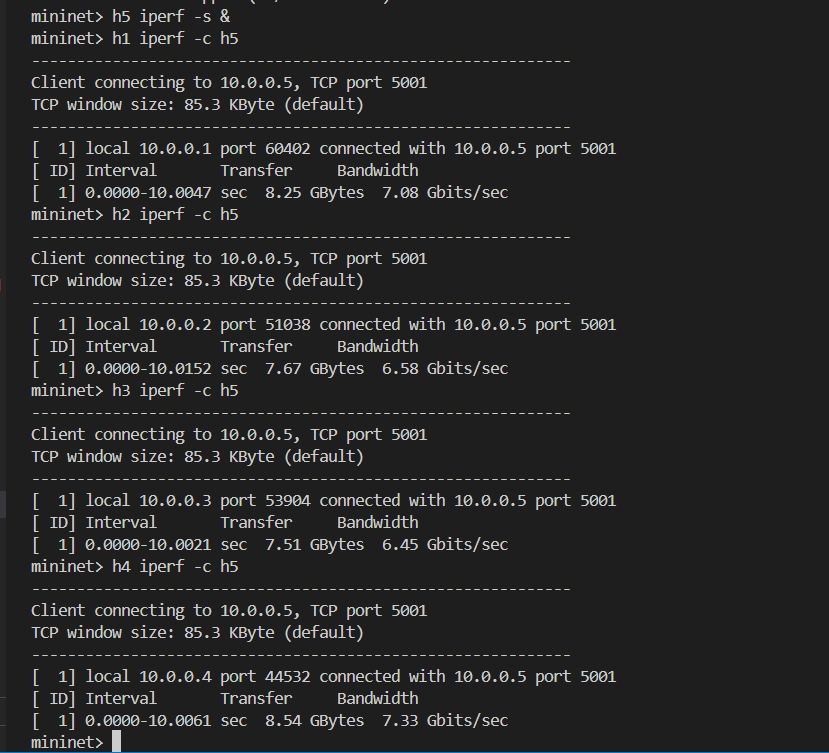 mininet> h5 iperf -s &
mininet> h1 iperf -c h5
------------------------------------------------------------
Client connecting to 10.0.0.5, TCP port 5001
TCP window size: 85.3 KByte (default)
------------------------------------------------------------
[  1] local 10.0.0.1 port 60402 connected with 10.0.0.5 port 5001
[ ID] Interval       Transfer     Bandwidth
[  1] 0.0000-10.0047 sec  8.25 GBytes  7.08 Gbits/sec
mininet> h2 iperf -c h5
------------------------------------------------------------
Client connecting to 10.0.0.5, TCP port 5001
TCP window size: 85.3 KByte (default)
------------------------------------------------------------
[  1] local 10.0.0.2 port 51038 connected with 10.0.0.5 port 5001
[ ID] Interval       Transfer     Bandwidth
[  1] 0.0000-10.0152 sec  7.67 GBytes  6.58 Gbits/sec
mininet> h3 iperf -c h5
------------------------------------------------------------
Client connecting to 10.0.0.5, TCP port 5001
TCP window size: 85.3 KByte (default)
------------------------------------------------------------
[  1] local 10.0.0.3 port 53904 connected with 10.0.0.5 port 5001
[ ID] Interval       Transfer     Bandwidth
[  1] 0.0000-10.0021 sec  7.51 GBytes  6.45 Gbits/sec
mininet> h4 iperf -c h5
------------------------------------------------------------
Client connecting to 10.0.0.5, TCP port 5001
TCP window size: 85.3 KByte (default)
------------------------------------------------------------
[  1] local 10.0.0.4 port 44532 connected with 10.0.0.5 port 5001
[ ID] Interval       Transfer     Bandwidth
[  1] 0.0000-10.0061 sec  8.54 GBytes  7.33 Gbits/sec
mininet>